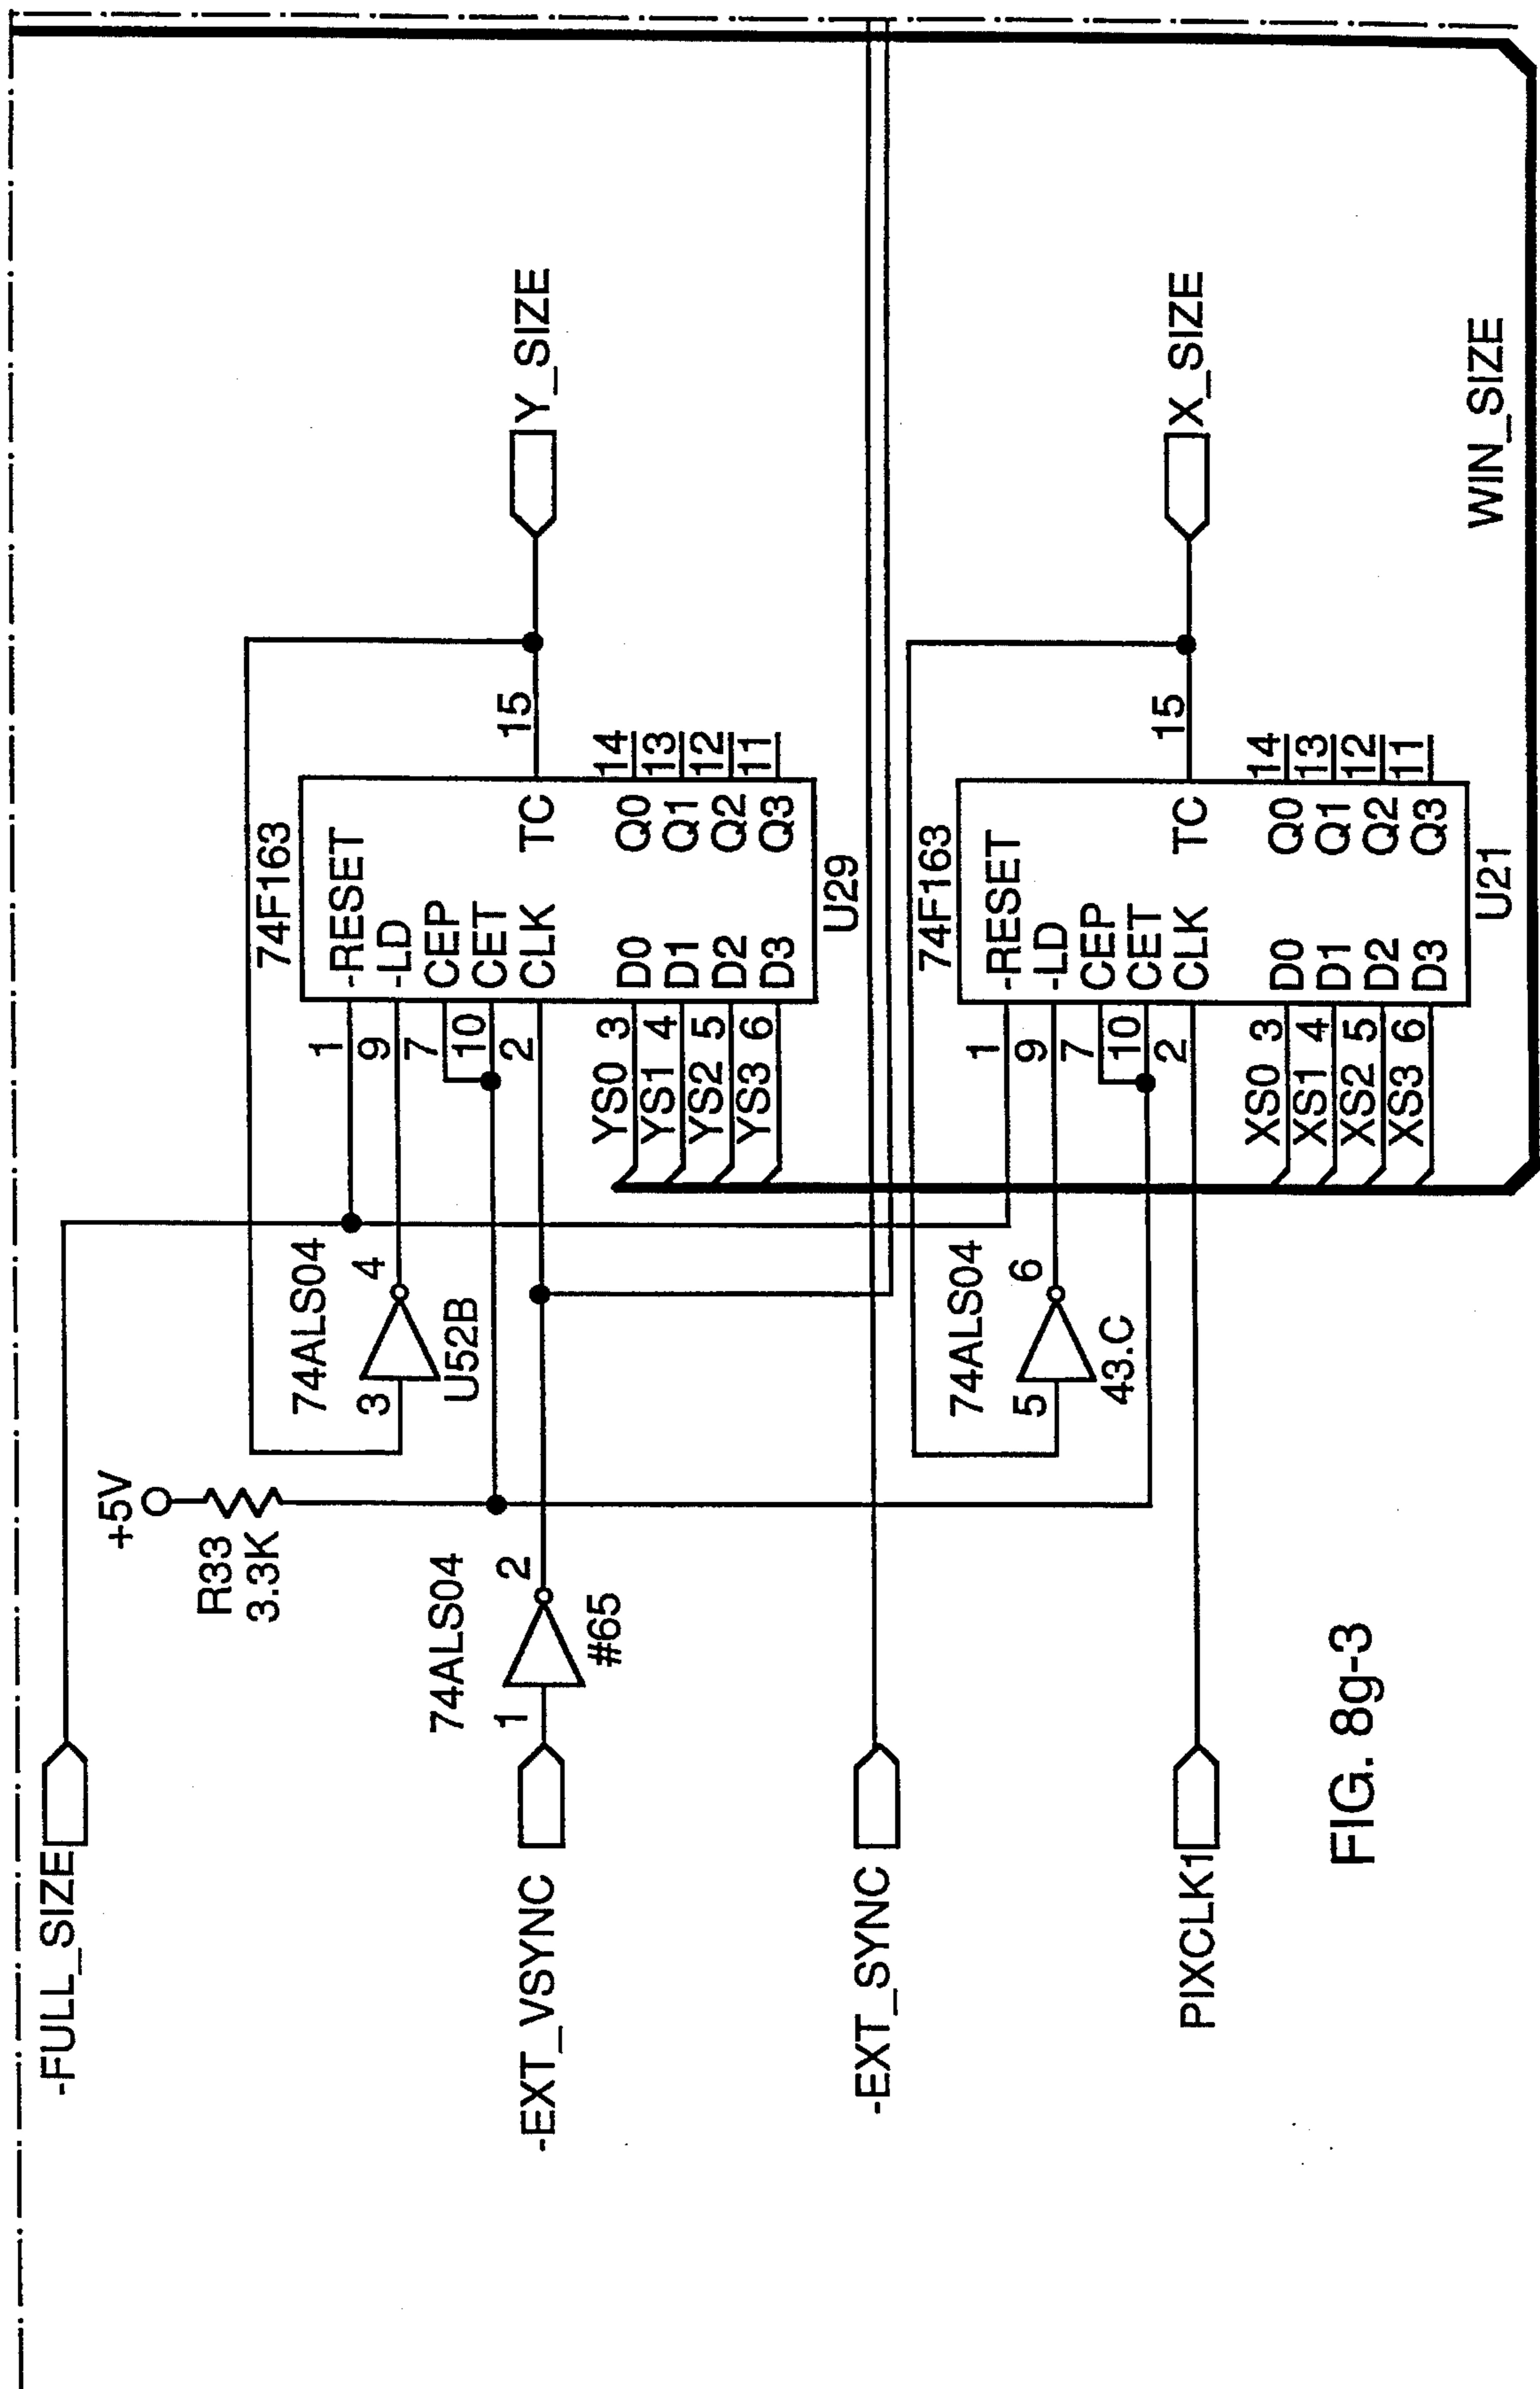 -FULL_SIZE
+5V
R33
3.3K
74ALS04
3
4
U52B
74F163
1
9
7
10
2
-RESET
-LD
CEP
CET
CLK
TC
15
Y_SIZE
YS0 3
YS1 4
YS2 5
YS3 6
D0
D1
D2
D3
Q0
Q1
Q2
Q3
14
13
12
11
U29
-EXT_VSYNC
74ALS04
1
2
#65
-EXT_SYNC
74ALS04
5
6
43.C
74F163
1
9
7
10
2
-RESET
-LD
CEP
CET
CLK
TC
15
X_SIZE
PIXCLK1
XS0 3
XS1 4
XS2 5
XS3 6
D0
D1
D2
D3
Q0
Q1
Q2
Q3
14
13
12
11
U21
WIN_SIZE
FIG. 8g-3